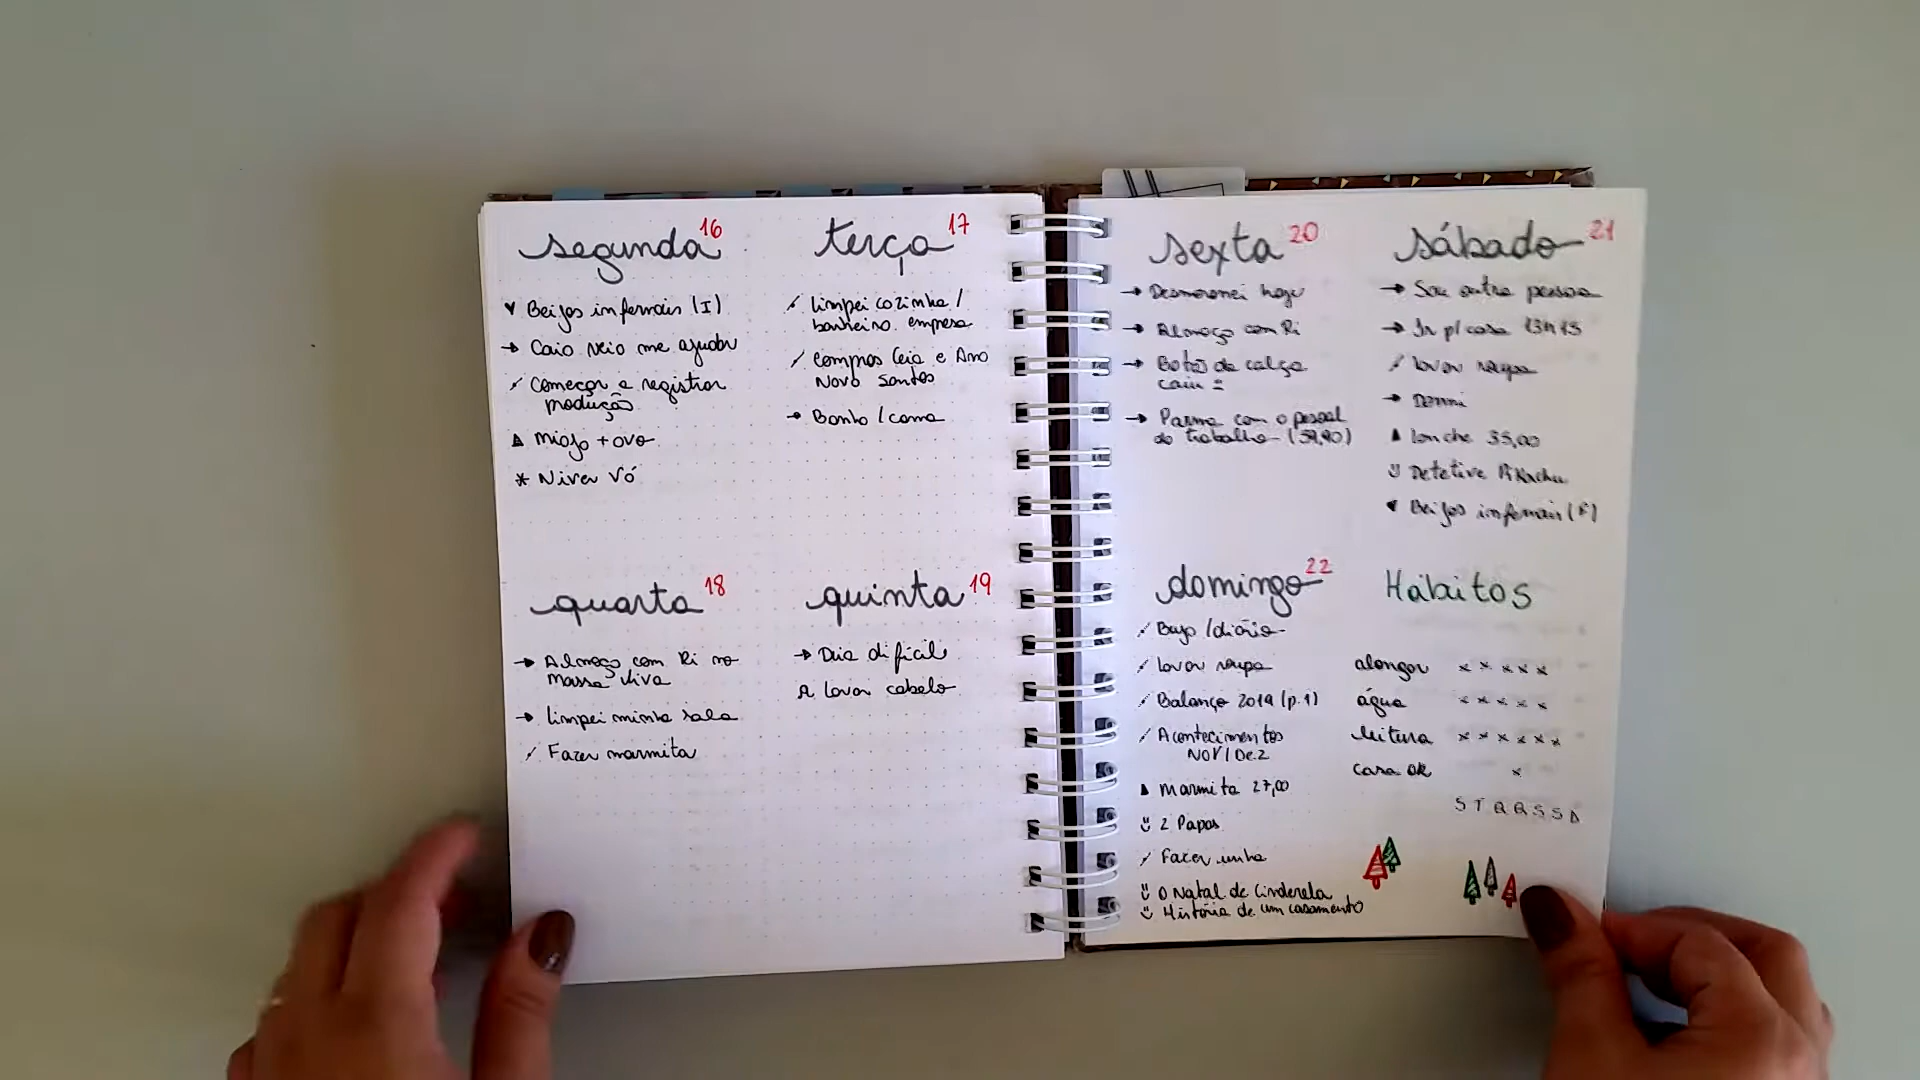 segunda 16
Beijos infernais (I)
Caio veio me ajudar
Começar a registrar
produção
Miojo + ovo
* Niver Vó
terça 17
limpei cozinha /
banheiro empresa
compras Ceia e Ano
Novo Santos
Banho / cama
quarta 18
Almoço com Ri no
Massa Viva
limpei minha sala
Fazer marmita
quinta 19
Dia difícil
lavar cabelo
sexta 20
Desmoronei hoje
Almoço com Ri
Botão da calça
caiu
Parma com o pessoal
do trabalho - (39,90)
sábado 21
Sou outra pessoa
Ir p/ casa 13h15
lavar roupa
Dormi
lanche 35,00
Detetive Pikachu
Beijos infernais (F)
domingo 22
Bujo / diário
lavar roupa
Balanço 2019 (p.1)
Acontecimentos
NOV / Dez
Marmita 27,00
2 Papas
Fazer unha
O Natal de Cinderela
História de um casamento
Hábitos
alongar x x x x x
água x x x x x
leitura x x x x x x
casa ok x
S T Q Q S S D